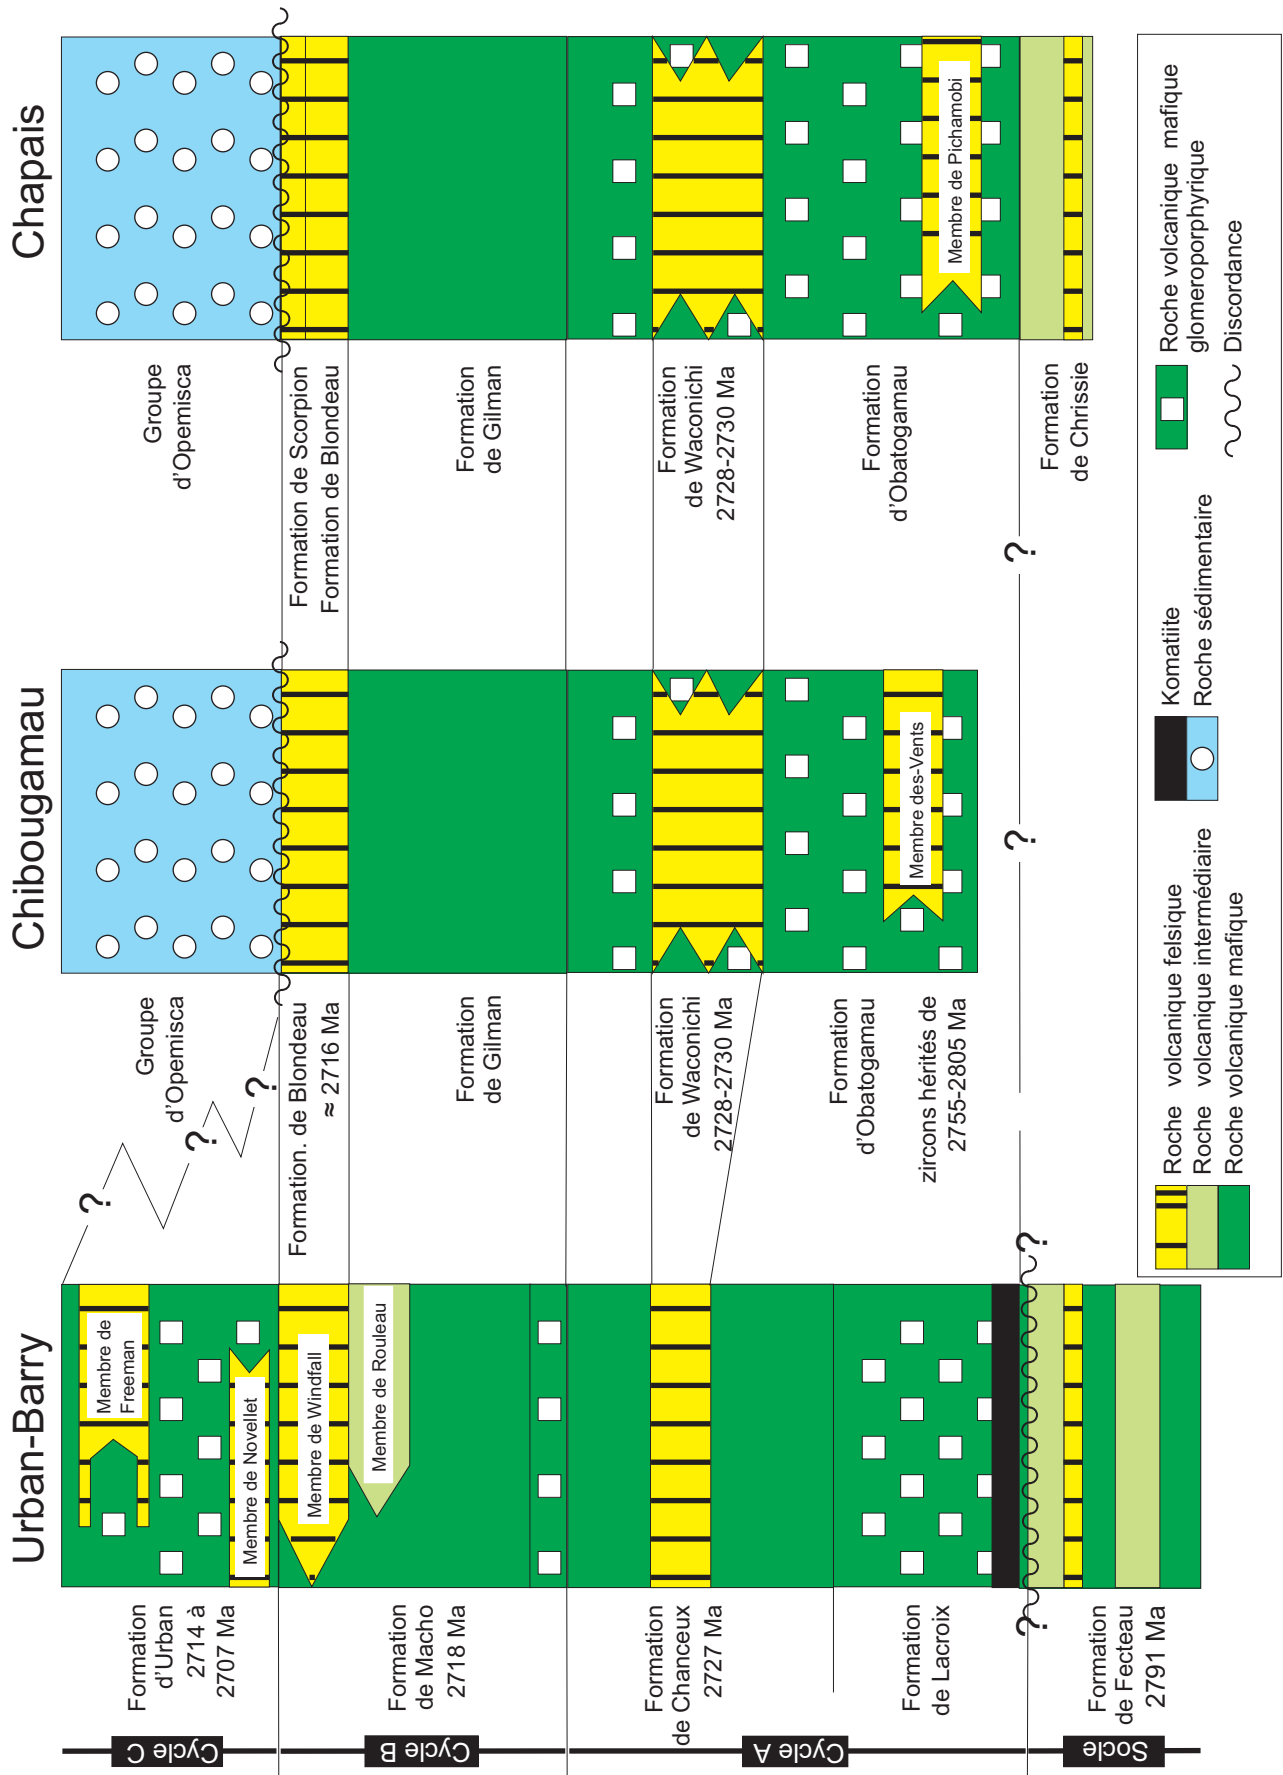 Urban-Barry
Chibougamau
Chapais
Cycle C
Cycle B
Cycle A
Socle
Formation
d'Urban
2714 à
2707 Ma
Formation
de Macho
2718 Ma
Formation
de Chanceux
2727 Ma
Formation
de Lacroix
Formation
de Fecteau
2791 Ma
Membre de
Freeman
Membre de Novellet
Membre de Windfall
Membre de Rouleau
?
?
?
?
?
?
?
Groupe
d'Opemisca
Formation. de Blondeau
≈ 2716 Ma
Formation
de Gilman
Formation
de Waconichi
2728-2730 Ma
Formation
d'Obatogamau
zircons hérités de
2755-2805 Ma
Membre des-Vents
Groupe
d'Opemisca
Formation de Scorpion
Formation de Blondeau
Formation
de Gilman
Formation
de Waconichi
2728-2730 Ma
Formation
d'Obatogamau
Formation
de Chrissie
Membre de Pichamobi
Roche volcanique felsique
Roche volcanique intermédiaire
Roche volcanique mafique
Komatiite
Roche sédimentaire
Roche volcanique mafique
glomeroporphyrique
Discordance